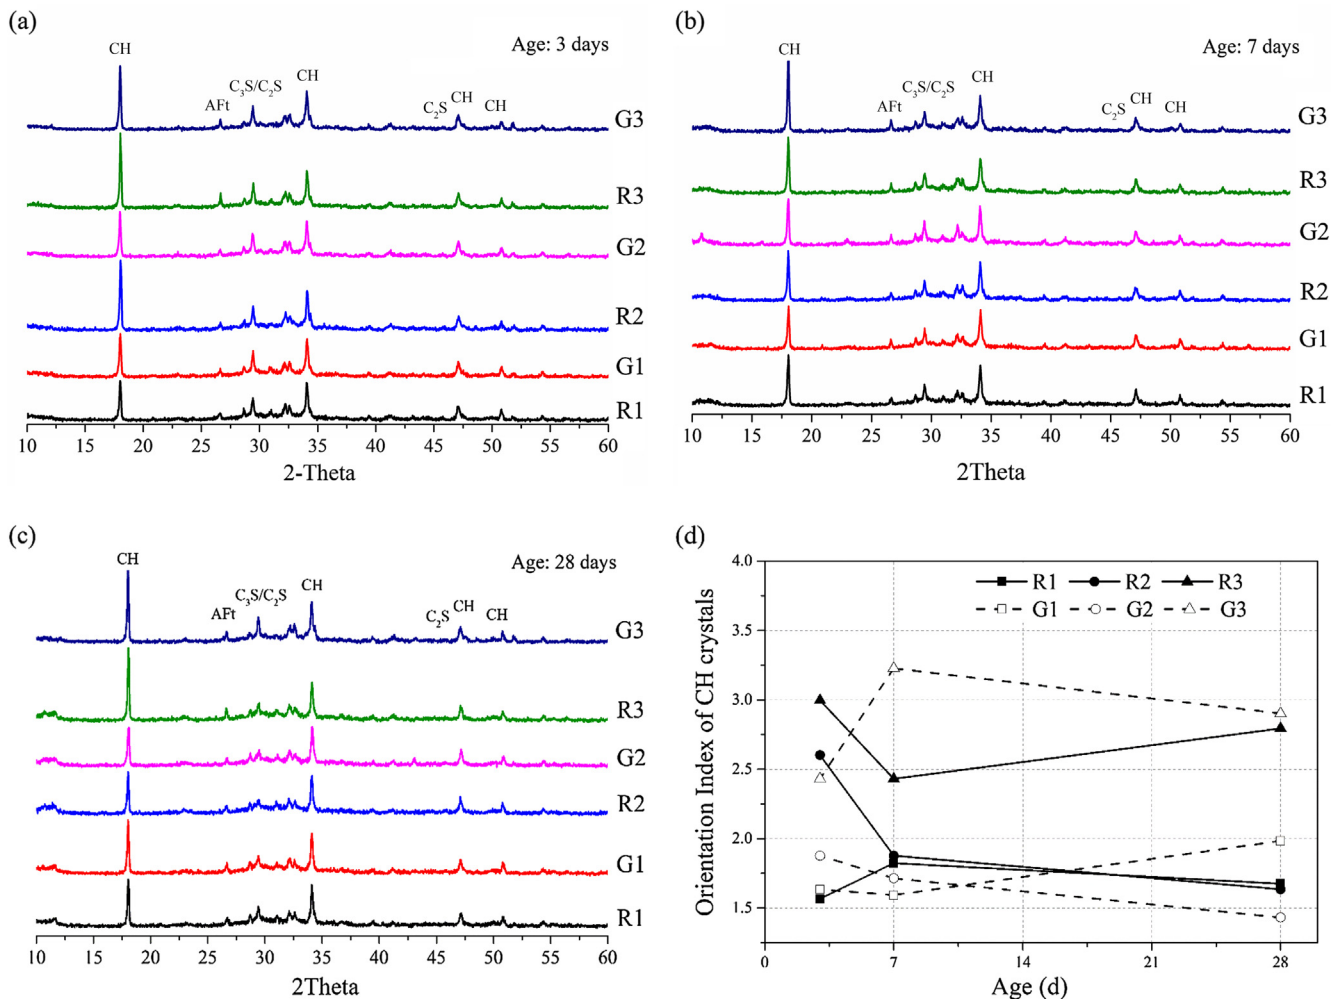 (a)
Age: 3 days
CH
AFt
C3S/C2S
CH
C2S
CH
CH
G3
R3
G2
R2
G1
R1
10 15 20 25 30 35 40 45 50 55 60
2-Theta
(b)
Age: 7 days
CH
AFt
C3S/C2S
CH
C2S
CH
CH
G3
R3
G2
R2
G1
R1
10 15 20 25 30 35 40 45 50 55 60
2Theta
(c)
Age: 28 days
CH
AFt
C3S/C2S
CH
C2S
CH
CH
G3
R3
G2
R2
G1
R1
10 15 20 25 30 35 40 45 50 55 60
2Theta
(d)
Orientation Index of CH crystals
4.0
3.5
3.0
2.5
2.0
1.5
R1 R2 R3
G1 G2 G3
0 7 14 21 28
Age (d)